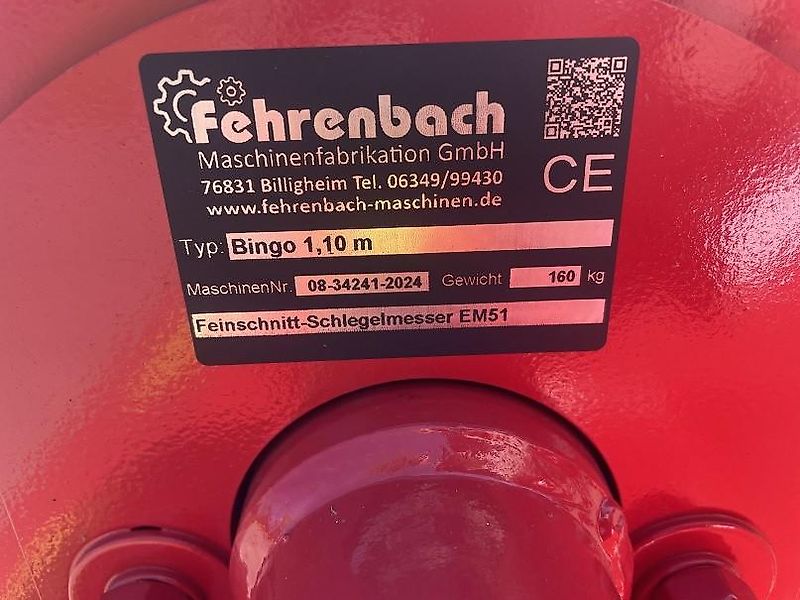 Fehrenbach
Maschinenfabrikation GmbH
76831 Billigheim Tel. 06349/99430
www.fehrenbach-maschinen.de
CE
Typ: Bingo 1,10 m
MaschinenNr. 08-34241-2024 Gewicht 160 kg
Feinschnitt-Schlegelmesser EM51